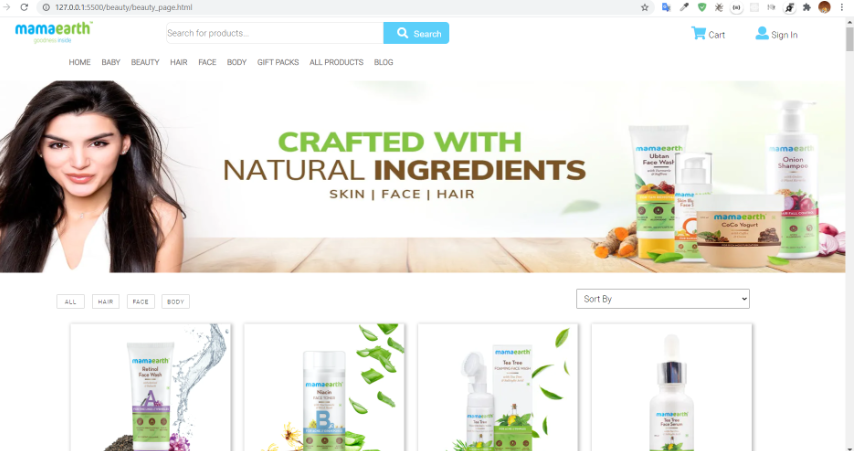 127.0.0.1:5500/beauty/beauty_page.html
mamaearth
goodness inside
Search for products...
Search
Cart
Sign In
HOME BABY BEAUTY HAIR FACE BODY GIFT PACKS ALL PRODUCTS BLOG
CRAFTED WITH
NATURAL INGREDIENTS
SKIN | FACE | HAIR
mamaearth
Ubtan
Face Wash
mamaearth
Onion
Shampoo
mamaearth
CoCo Yogurt
ALL
HAIR
FACE
BODY
Sort By
mamaearth
Retinol
Face Wash
A
mamaearth
Niacin
FACE TONER
B
mamaearth
Tea Tree
mamaearth
Tea Tree
mamaearth
Tea Tree
Face Serum